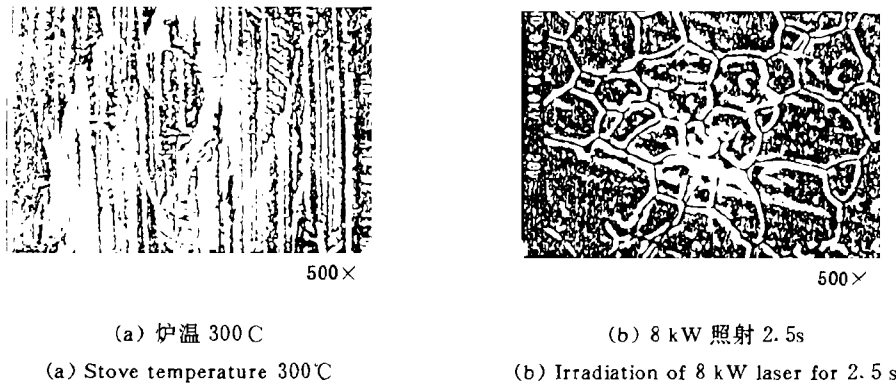 500×
500×
(a) 炉温 300C
(b) 8 kW 照射 2.5s
(a) Stove temperature 300℃
(b) Irradiation of 8 kW laser for 2.5 s